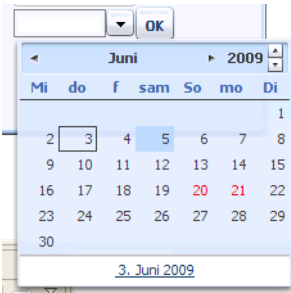 OK
Juni 2009
Mi do f sam So mo Di
1
2 3 4 5 6 7 8
9 10 11 12 13 14 15
16 17 18 19 20 21 22
23 24 25 26 27 28 29
30
3. Juni 2009